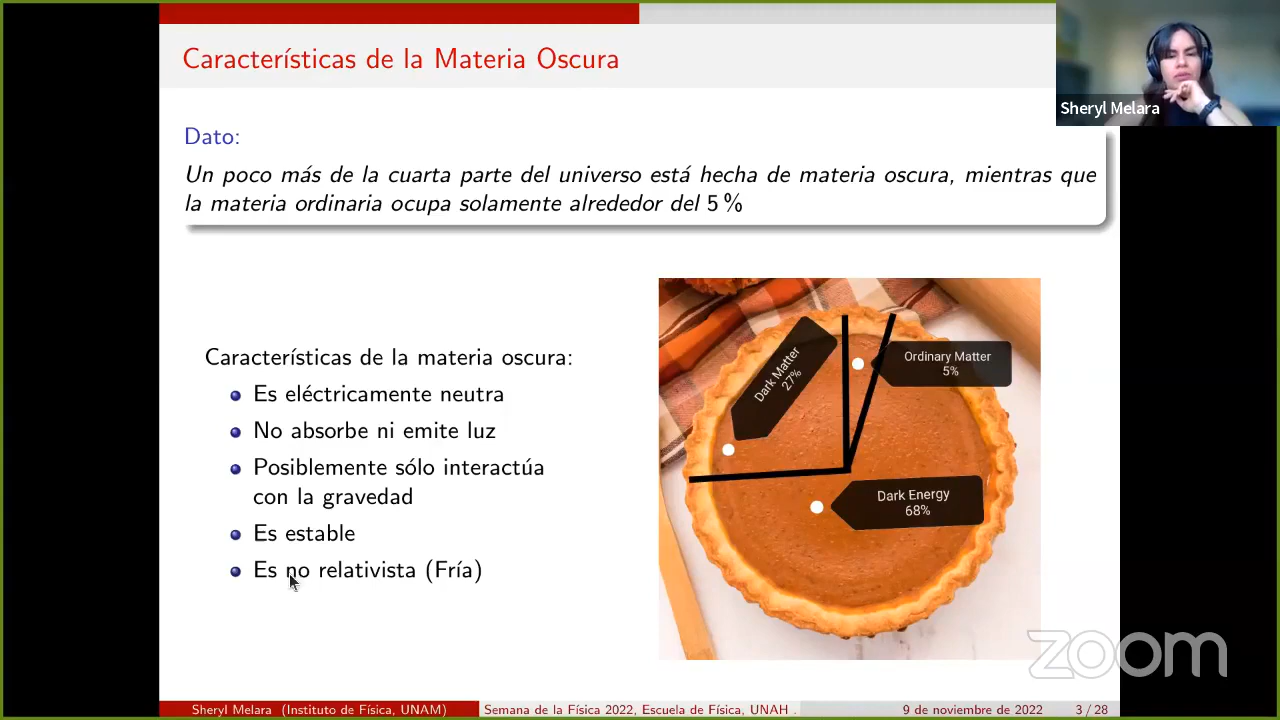 Características de la Materia Oscura
Sheryl Melara
Dato:
Un poco más de la cuarta parte del universo está hecha de materia oscura, mientras que
la materia ordinaria ocupa solamente alrededor del 5 %
Características de la materia oscura:
Es eléctricamente neutra
No absorbe ni emite luz
Posiblemente sólo interactúa
con la gravedad
Es estable
Es no relativista (Fría)
Dark Matter
27%
Ordinary Matter
5%
Dark Energy
68%
zoom
Sheryl Melara (Instituto de Física, UNAM)
Semana de la Física 2022, Escuela de Física, UNAH .
9 de noviembre de 2022
3 / 28